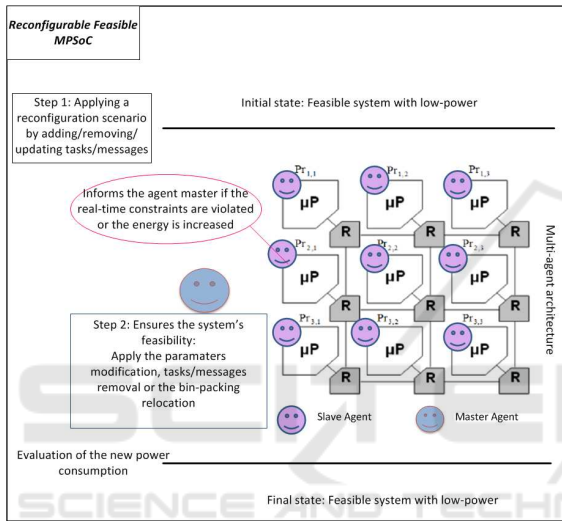 Reconfigurable Feasible
MPSoC
Step 1: Applying a
reconfiguration scenario
by adding/removing/
updating tasks/messages
Initial state: Feasible system with low-power
Informs the agent master if the
real-time constraints are violated
or the energy is increased
Pr1,1
Pr1,2
Pr1,3
µP
µP
µP
R
R
R
Pr2,1
Pr2,2
Pr2,3
µP
µP
µP
R
R
R
Pr3,1
Pr3,2
Pr3,3
µP
µP
µP
R
R
R
Multi-agent architecture
Step 2: Ensures the system's
feasibility:
Apply the paramaters
modification, tasks/messages
removal or the bin-packing
relocation
Slave Agent
Master Agent
Evaluation of the new power
consumption
Final state: Feasible system with low-power
SCITE
SCIENCE AND TECH